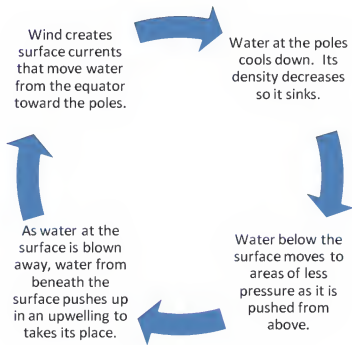 Wind creates
surface currents
that move water
from the equator
toward the poles.
Water at the poles
cools down. Its
density decreases
so it sinks.
Water below the
surface moves to
areas of less
pressure as it is
pushed from
above.
As water at the
surface is blown
away, water from
beneath the
surface pushes up
in an upwelling to
takes its place.